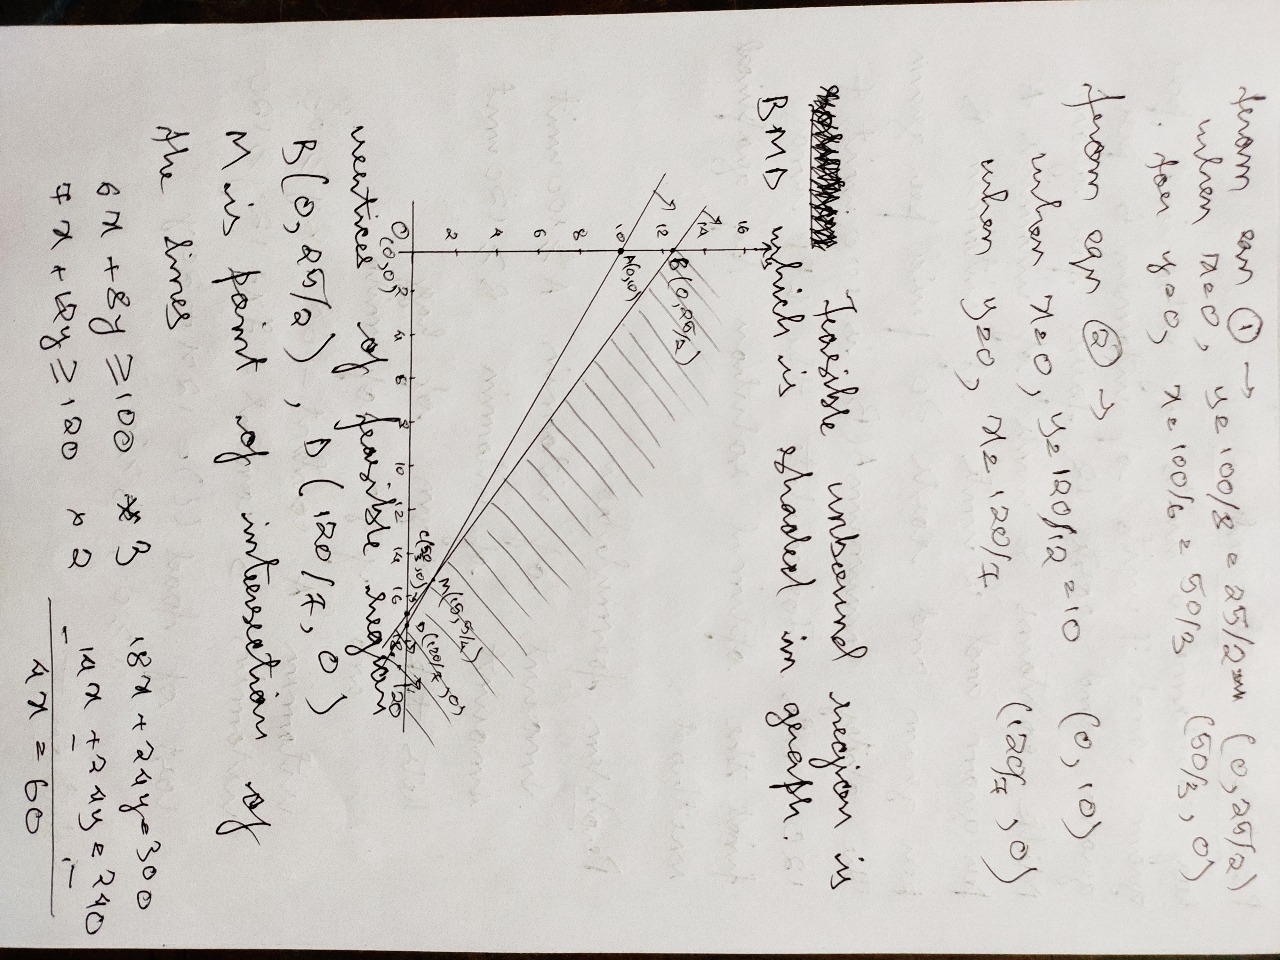 from eqn ① →
when x=0, y=100/8 = 25/2 (0, 25/2)
for y=0, x=100/6 = 50/3 (50/3, 0)
from eqn ② →
when x=0, y=120/12 = 10 (0, 10)
when y=0, x=120/7 (120/7, 0)
Feasible unbound region is
BMD which is shaded in graph.
16
14
12
10
8
6
4
2
B(0, 25/2)
A(0,10)
M(15, 5/4)
C(50/3, 0)
D(120/7, 0)
O
(0,0)
2 4 6 8 10 12 14 16 18 20
vertices of feasible region
B(0, 25/2), D(120/7, 0)
M is point of intersection of
the lines
6x + 8y ≥ 100 × 3 18x + 24y = 300
7x + 12y ≥ 120 × 2 14x + 24y = 240
− − −
4x = 60